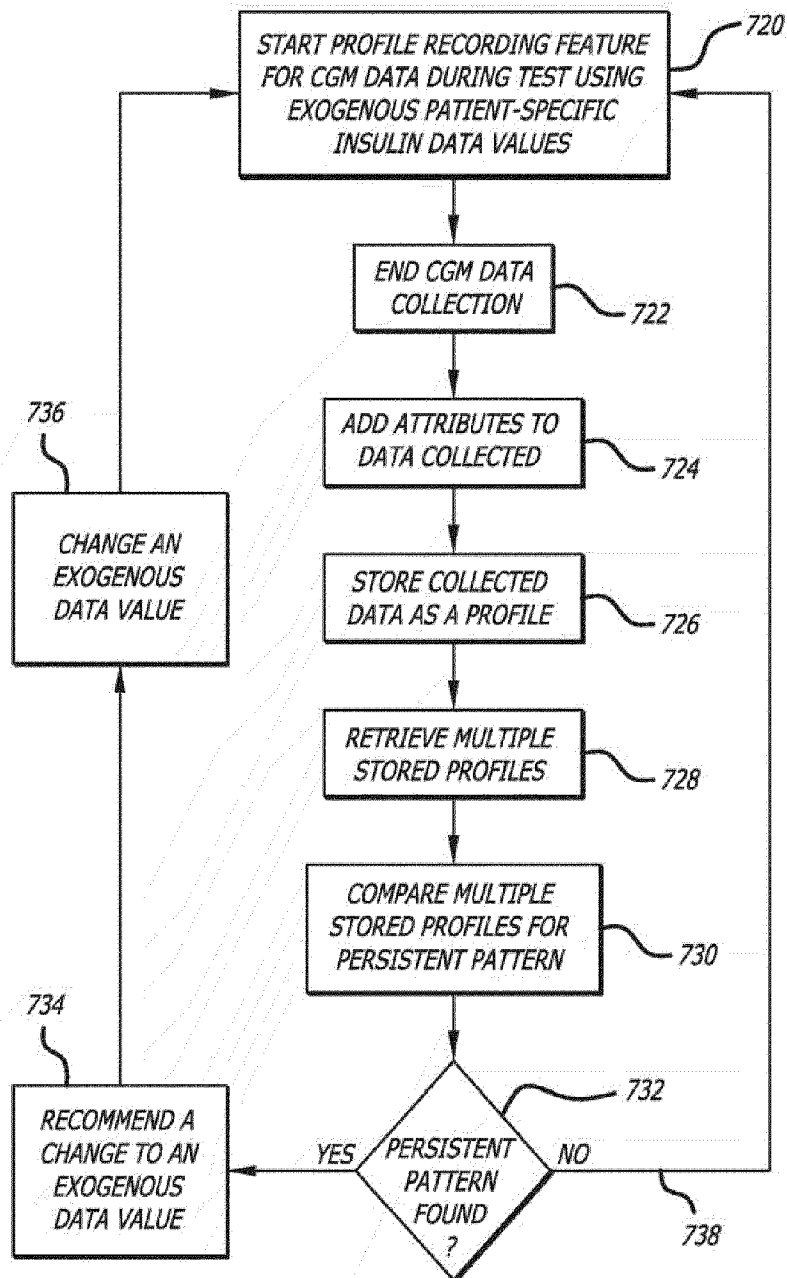 START PROFILE RECORDING FEATURE
FOR CGM DATA DURING TEST USING
EXOGENOUS PATIENT-SPECIFIC
INSULIN DATA VALUES
720
END CGM DATA
COLLECTION
722
ADD ATTRIBUTES TO
DATA COLLECTED
724
736
CHANGE AN
EXOGENOUS
DATA VALUE
STORE COLLECTED
DATA AS A PROFILE
726
RETRIEVE MULTIPLE
STORED PROFILES
728
COMPARE MULTIPLE
STORED PROFILES FOR
PERSISTENT PATTERN
730
734
RECOMMEND A
CHANGE TO AN
EXOGENOUS
DATA VALUE
732
YES
PERSISTENT
PATTERN
FOUND
?
NO
738